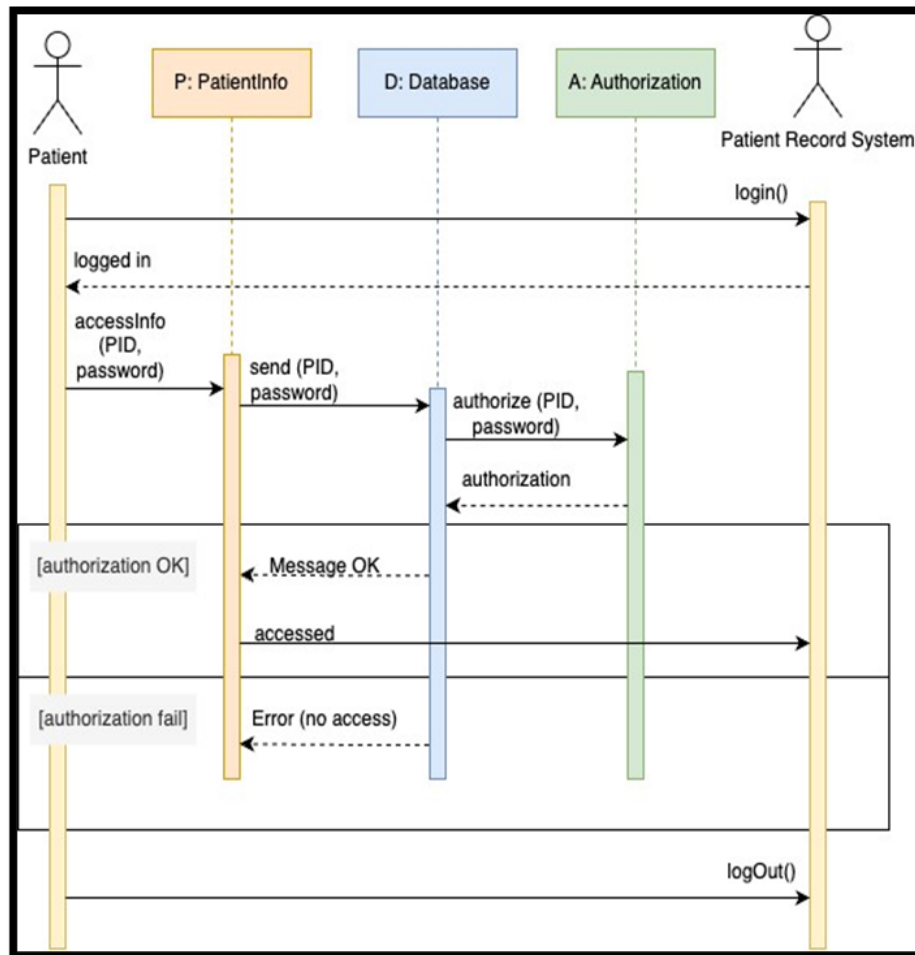 P: PatientInfo
D: Database
A: Authorization
Patient
Patient Record System
login()
logged in
accessInfo
(PID,
password)
send (PID,
password)
authorize (PID,
password)
authorization
[authorization OK]
Message OK
accessed
[authorization fail]
Error (no access)
logOut()